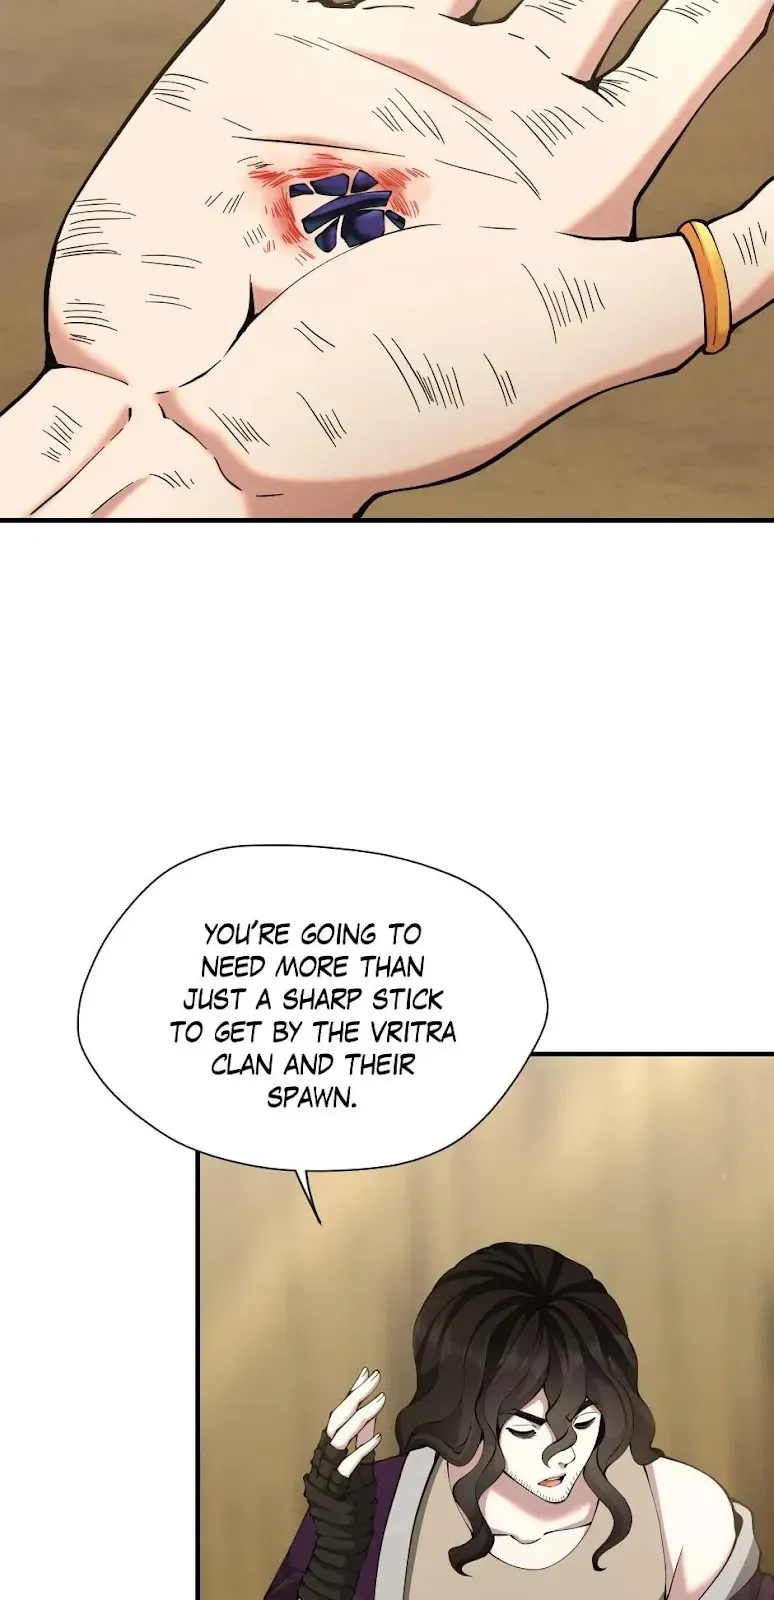 YOU'RE GOING TO
NEED MORE THAN
JUST A SHARP STICK
TO GET BY THE VRITRA
CLAN AND THEIR
SPAWN.